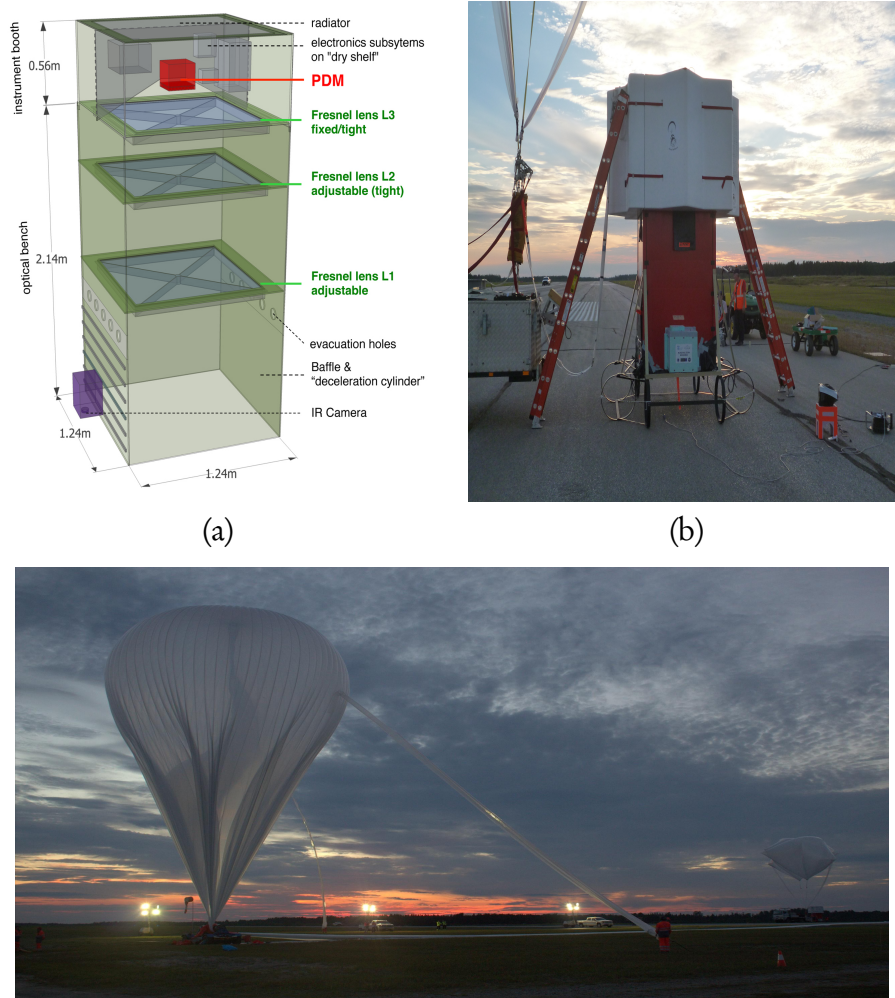 radiator
electronics subsytems
on "dry shelf"
PDM
instrument booth
0.56m
Fresnel lens L3
fixed/tight
Fresnel lens L2
adjustable (tight)
optical bench
2.14m
Fresnel lens L1
adjustable
evacuation holes
Baffle &
“deceleration cylinder”
IR Camera
1.24m
1.24m
(a)
(b)